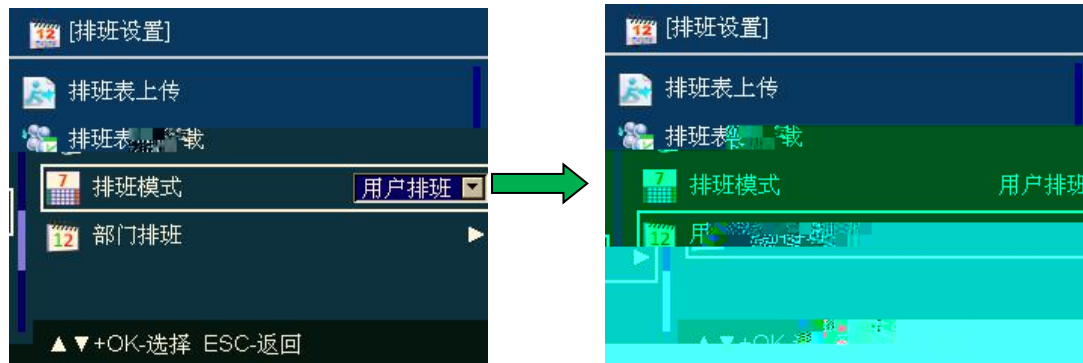 [排班设置]
排班表上传
排班表 载
排班模式 用户排班
部门排班
▲▼+OK-选择 ESC-返回
[排班设置]
排班表上传
排班表 载
排班模式 用户排班
用